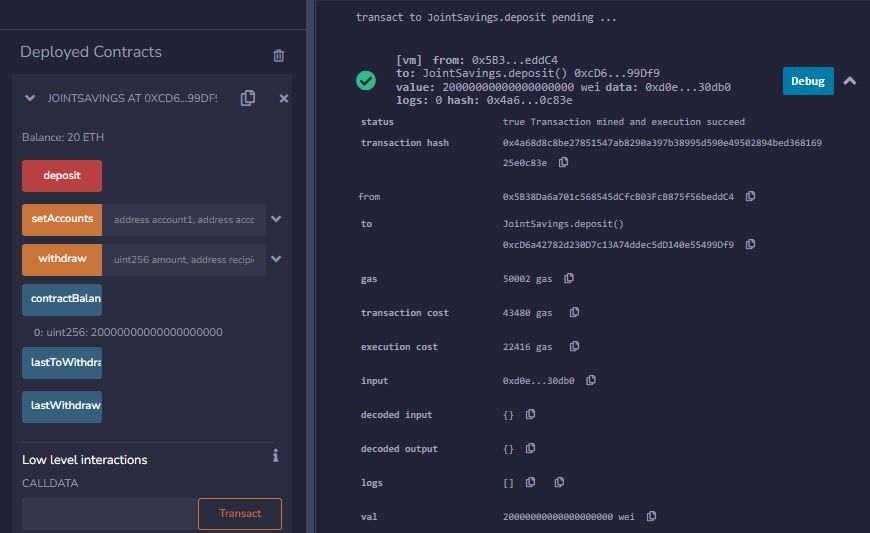 Deployed Contracts
JOINTSAVINGS AT 0XCD6...99DF9
Balance: 20 ETH
deposit
setAccounts address account1, address acco
withdraw uint256 amount, address recipie
contractBalan
0: uint256: 20000000000000000000
lastToWithdra
lastWithdraw
Low level interactions
CALLDATA
Transact
transact to JointSavings.deposit pending ...
[vm] from: 0x5B3...eddC4
to: JointSavings.deposit() 0xcD6...99Df9
value: 20000000000000000000 wei data: 0xd0e...30db0
logs: 0 hash: 0x4a6...0c83e
Debug
status true Transaction mined and execution succeed
transaction hash 0x4a68d8c8be27851547ab8290a397b38995d590e49502894bed368169
25e0c83e
from 0x5B38Da6a701c568545dCfcB03FcB875f56beddC4
to JointSavings.deposit()
0xcD6a42782d230D7c13A74ddec5dD140e55499Df9
gas 50002 gas
transaction cost 43480 gas
execution cost 22416 gas
input 0xd0e...30db0
decoded input {}
decoded output {}
logs []
val 20000000000000000000 wei